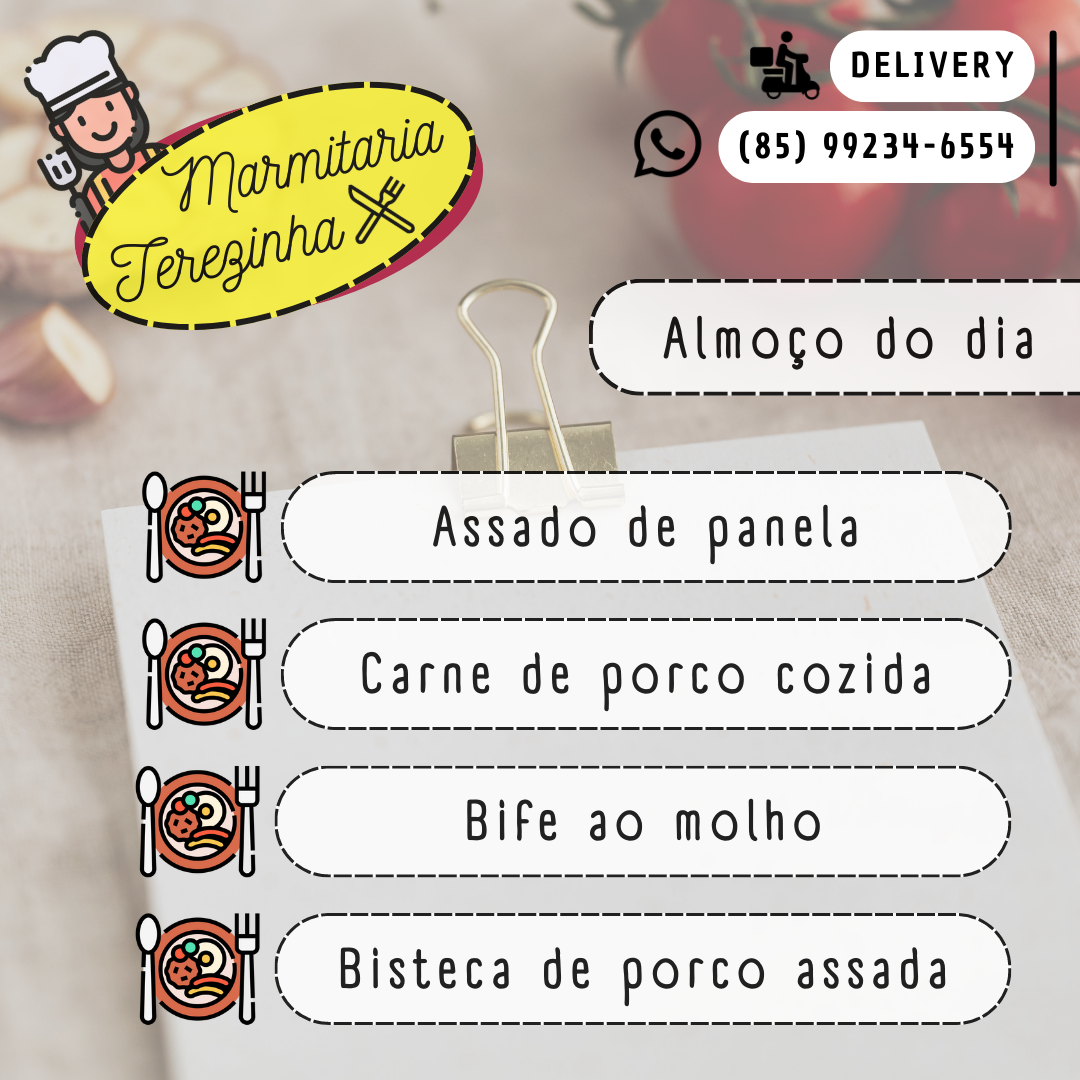 Marmitaria
Terezinha
DELIVERY
(85) 99234-6554
Almoço do dia
Assado de panela
Carne de porco cozida
Bife ao molho
Bisteca de porco assada